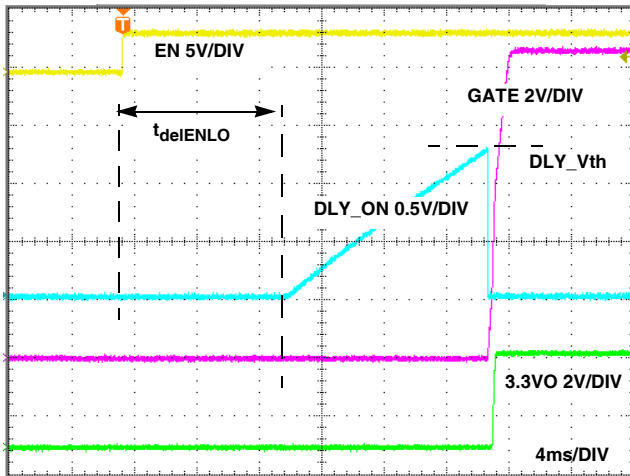 T
EN 5V/DIV
GATE 2V/DIV
tdelENLO
DLY_Vth
DLY_ON 0.5V/DIV
3.3VO 2V/DIV
4ms/DIV